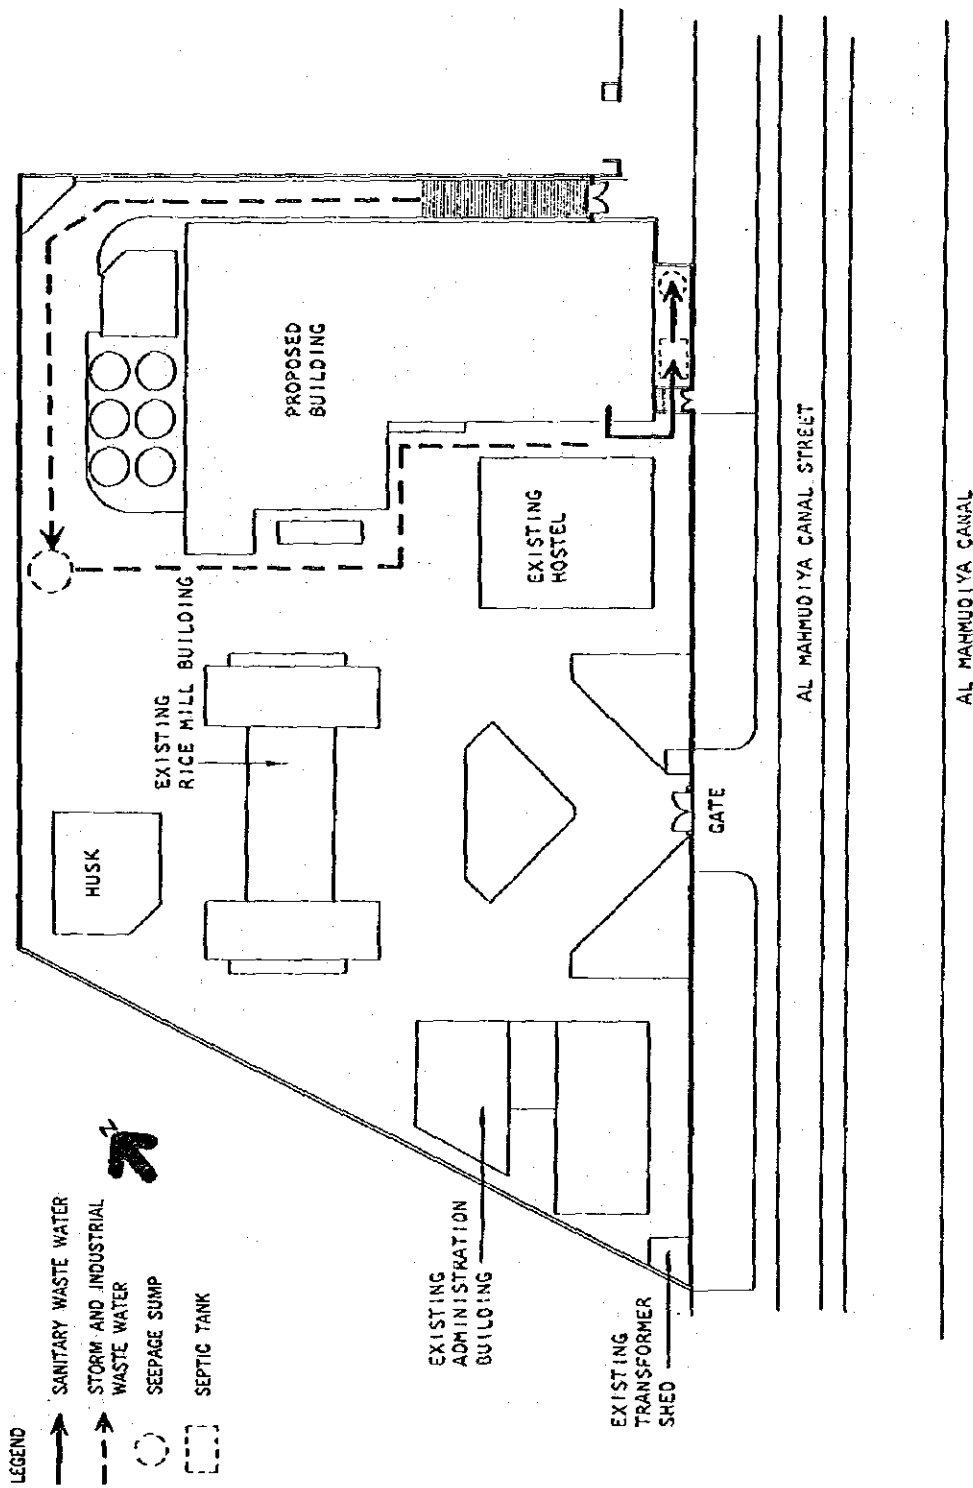 LEGEND
SANITARY WASTE WATER
STORM AND INDUSTRIAL
WASTE WATER
SEEPAGE SUMP
SEPTIC TANK
N
HUSK
EXISTING
RICE MILL BUILDING
PROPOSED
BUILDING
EXISTING
HOSTEL
EXISTING
ADMINISTRATION
BUILDING
EXISTING
TRANSFORMER
SHED
GATE
AL MAHMUDIYA CANAL STREET
AL MAHMUDIYA CANAL